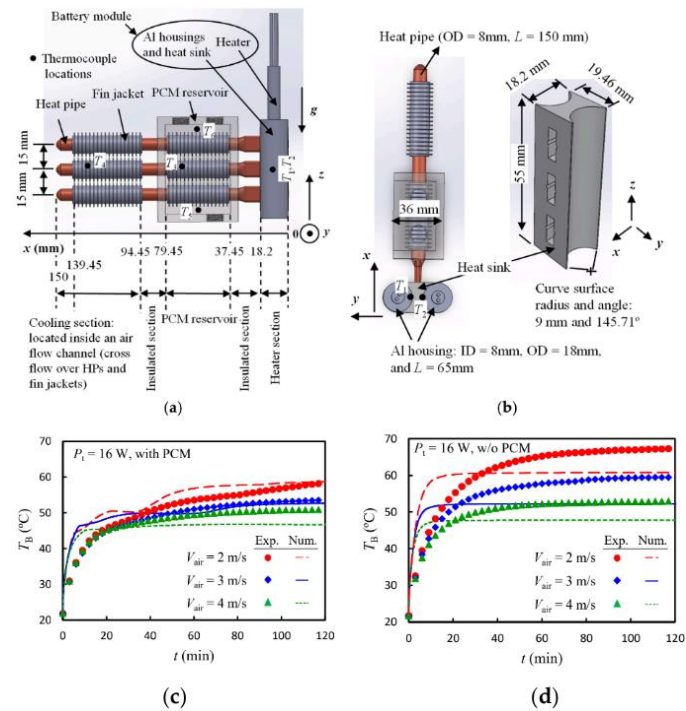 Battery module
Al housings
and heat sink
Heater
Thermocouple
locations
Heat pipe
Fin jacket
PCM reservoir
g
15 mm
15 mm
T₁, T₂
z
x (mm)
0
y
150
139.45
94.45
79.45
37.45
18.2
Cooling section:
located inside an air
flow channel (cross
flow over HPs and
fin jackets)
Insulated section
PCM reservoir
Insulated section
Heater section
(a)
Heat pipe (OD = 8mm, L = 150 mm)
18.2 mm
19.46 mm
55 mm
36 mm
z
x
y
x
y
Heat sink
T₁
T₂
Curve surface
radius and angle:
9 mm and 145.71º
Al housing: ID = 8mm, OD = 18mm,
and L = 65mm
(b)
Pt = 16 W, with PCM
TB (ºC)
70
60
50
40
30
20
Exp. Num.
Vair = 2 m/s
Vair = 3 m/s
Vair = 4 m/s
0 20 40 60 80 100 120
t (min)
(c)
Pt = 16 W, w/o PCM
TB (ºC)
70
60
50
40
30
20
Exp. Num.
Vair = 2 m/s
Vair = 3 m/s
Vair = 4 m/s
0 20 40 60 80 100 120
t (min)
(d)